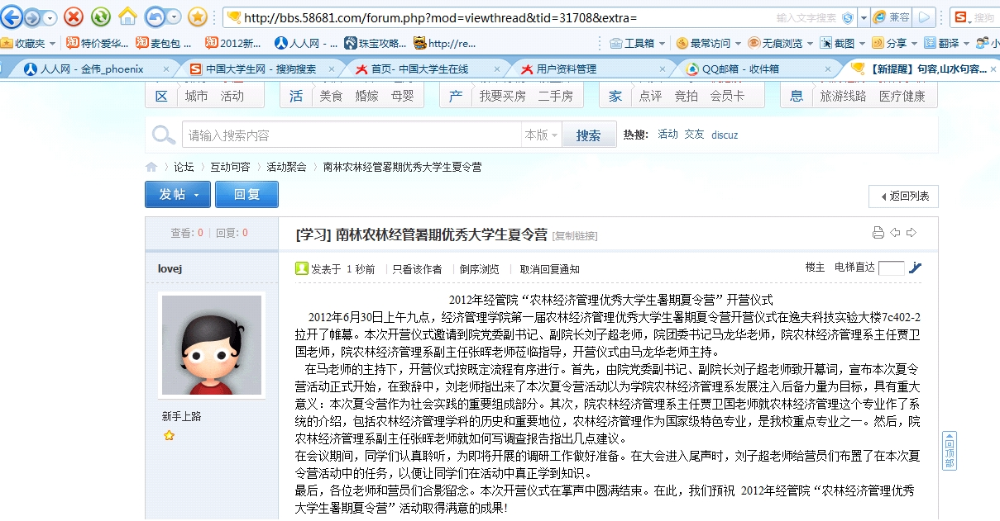 http://bbs.58681.com/forum.php?mod=viewthread&tid=31708&extra= 输入文字搜索 兼容 搜狗
收藏夹 特价爱华... 麦包包 ... 2012新... 人人网 - ... 珠宝攻略... http://re... 工具箱 最常访问 无痕浏览 截图 分享 翻译 小
人人网 - 金伟_phoenix 中国大学生网 - 搜狗搜索 首页- 中国大学生在线 用户资料管理 QQ邮箱 - 收件箱 【新提醒】句容,山水句容...
区 城市 活动 活 美食 婚嫁 母婴 产 我要买房 二手房 家 点评 竞拍 会员卡 息 旅游线路 医疗健康
请输入搜索内容 本版 搜索 热搜: 活动 交友 discuz
论坛 互动句容 活动聚会 南林农林经管暑期优秀大学生夏令营
发帖 回复 返回列表
查看: 0 回复: 0 [学习] 南林农林经管暑期优秀大学生夏令营 [复制链接]
lovej 发表于 1 秒前 只看该作者 倒序浏览 取消回复通知 楼主 电梯直达
2012年经管院“农林经济管理优秀大学生暑期夏令营”开营仪式
2012年6月30日上午九点，经济管理学院第一届农林经济管理优秀大学生暑期夏令营开营仪式在逸夫科技实验大楼7c402-2
拉开了帷幕。本次开营仪式邀请到院党委副书记、副院长刘子超老师，院团委书记马龙华老师，院农林经济管理系主任贾卫
国老师，院农林经济管理系副主任张晖老师莅临指导，开营仪式由马龙华老师主持。
在马老师的主持下，开营仪式按既定流程有序进行。首先，由院党委副书记、副院长刘子超老师致开幕词，宣布本次夏令
营活动正式开始，在致辞中，刘老师指出来了本次夏令营活动以为学院农林经济管理系发展注入后备力量为目标，具有重大
意义：本次夏令营作为社会实践的重要组成部分。其次，院农林经济管理系主任贾卫国老师就农林经济管理这个专业作了系
统的介绍，包括农林经济管理学科的历史和重要地位，农林经济管理作为国家级特色专业，是我校重点专业之一。然后，院
农林经济管理系副主任张晖老师就如何写调查报告指出几点建议。
在会议期间，同学们认真聆听，为即将开展的调研工作做好准备。在大会进入尾声时，刘子超老师给营员们布置了在本次夏
令营活动中的任务，以便让同学们在活动中真正学到知识。
最后，各位老师和营员们合影留念。本次开营仪式在掌声中圆满结束。在此，我们预祝 2012年经管院“农林经济管理优秀
大学生暑期夏令营”活动取得满意的成果！
新手上路
回顶部